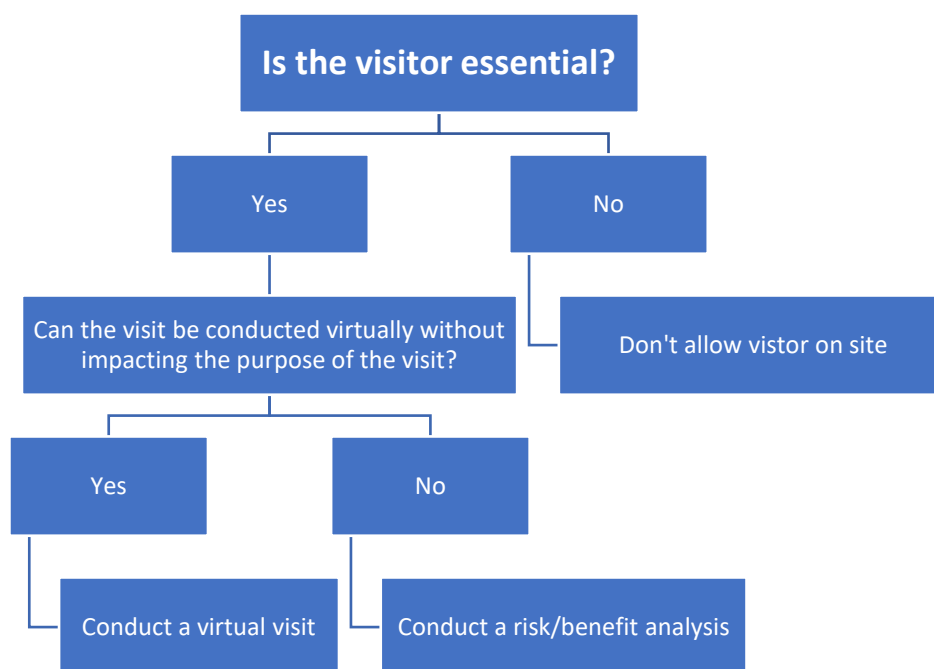 Is the visitor essential?
Yes
No
Can the visit be conducted virtually without
impacting the purpose of the visit?
Don't allow vistor on site
Yes
No
Conduct a virtual visit
Conduct a risk/benefit analysis